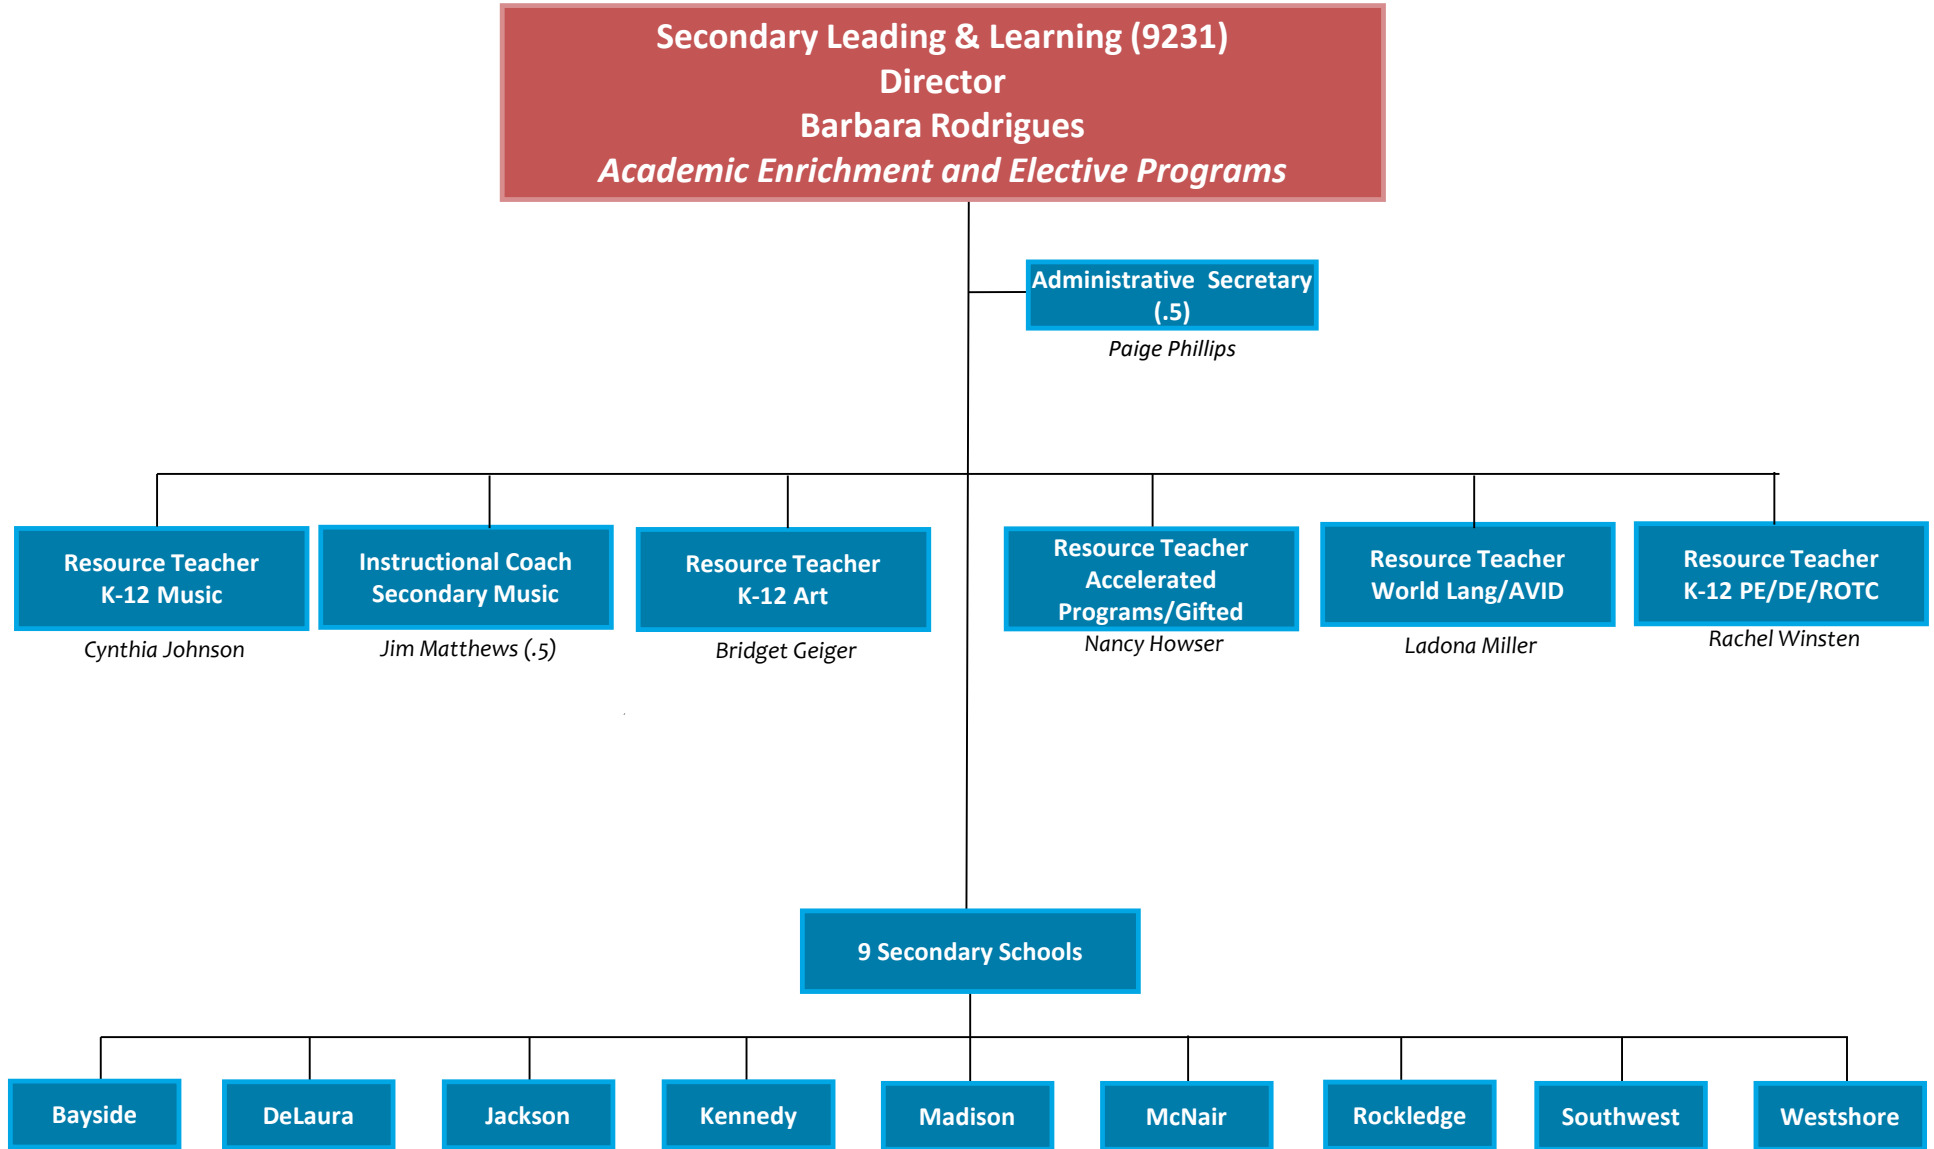 Secondary Leading & Learning (9231)
Director
Barbara Rodrigues
Academic Enrichment and Elective Programs
Administrative Secretary
(.5)
Paige Phillips
Resource Teacher
K-12 Music
Cynthia Johnson
Instructional Coach
Secondary Music
Jim Matthews (.5)
Resource Teacher
K-12 Art
Bridget Geiger
Resource Teacher
Accelerated
Programs/Gifted
Nancy Howser
Resource Teacher
World Lang/AVID
Ladona Miller
Resource Teacher
K-12 PE/DE/ROTC
Rachel Winsten
9 Secondary Schools
Bayside
DeLaura
Jackson
Kennedy
Madison
McNair
Rockledge
Southwest
Westshore